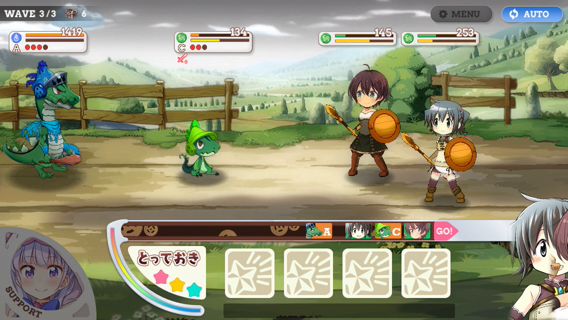 WAVE 3/3 6
MENU
AUTO
1419
A
134
C
145
253
A
C
GO!
とっておき
SUPPORT